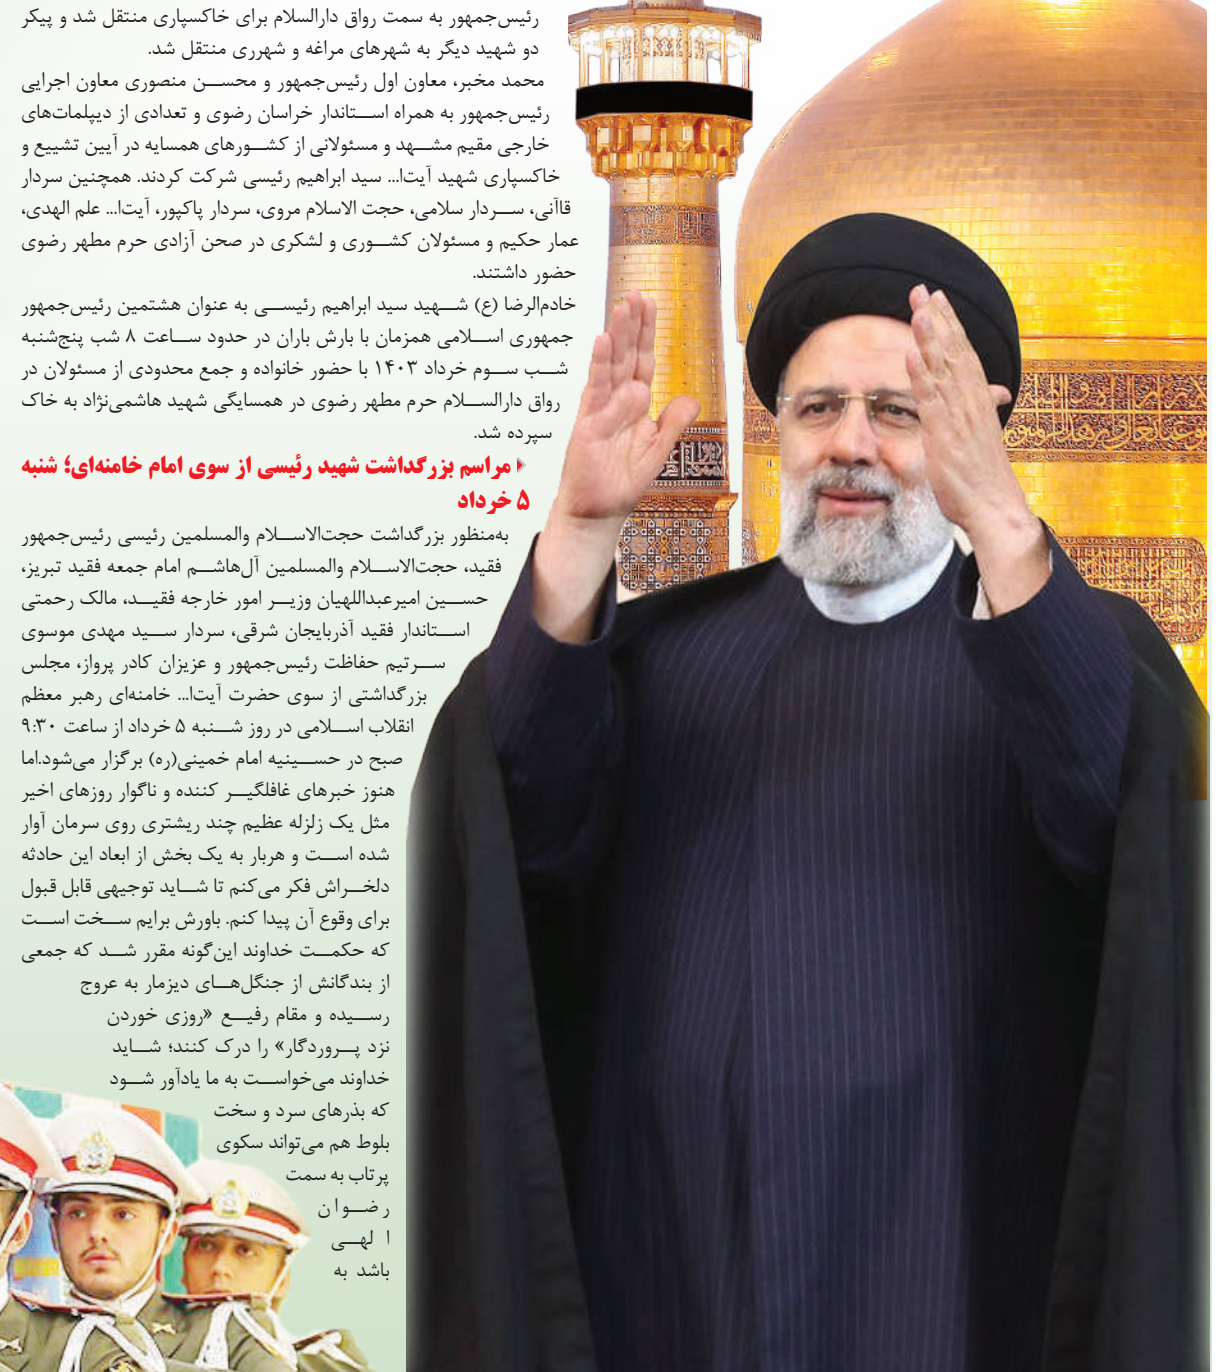 رئیس‌جمهور به سمت رواق دارالسلام برای خاکسپاری منتقل شد و پیکر
دو شهید دیگر به شهرهای مراغه و شهرری منتقل شد.
محمد مخبر، معاون اول رئیس‌جمهور و محسن منصوری معاون اجرایی
رئیس‌جمهور به همراه استاندار خراسان رضوی و تعدادی از دیپلمات‌های
خارجی مقیم مشهد و مسئولانی از کشورهای همسایه در آیین تشییع و
خاکسپاری شهید آیت‌ا... سید ابراهیم رئیسی شرکت کردند. همچنین سردار
قاآنی، سردار سلامی، حجت الاسلام مروی، سردار پاکپور، آیت‌ا... علم الهدی،
عمار حکیم و مسئولان کشوری و لشکری در صحن آزادی حرم مطهر رضوی
حضور داشتند.
خادم‌الرضا (ع) شهید سید ابراهیم رئیسی به عنوان هشتمین رئیس‌جمهور
جمهوری اسلامی همزمان با بارش باران در حدود ساعت ۸ شب پنج‌شنبه
شب سوم خرداد ۱۴۰۳ با حضور خانواده و جمع محدودی از مسئولان در
رواق دارالسلام حرم مطهر رضوی در همسایگی شهید هاشمی‌نژاد به خاک
سپرده شد.
مراسم بزرگداشت شهید رئیسی از سوی امام خامنه‌ای؛ شنبه
۵ خرداد
به‌منظور بزرگداشت حجت‌الاسلام والمسلمین رئیسی رئیس‌جمهور
فقید، حجت‌الاسلام والمسلمین آل‌هاشم امام جمعه فقید تبریز،
حسین امیرعبداللهیان وزیر امور خارجه فقید، مالک رحمتی
استاندار فقید آذربایجان شرقی، سردار سید مهدی موسوی
سرتیم حفاظت رئیس‌جمهور و عزیزان کادر پرواز، مجلس
بزرگداشتی از سوی حضرت آیت‌ا... خامنه‌ای رهبر معظم
انقلاب اسلامی در روز شنبه ۵ خرداد از ساعت ۹:۳۰
صبح در حسینیه امام خمینی(ره) برگزار می‌شود.اما
هنوز خبرهای غافلگیر کننده و ناگوار روزهای اخیر
مثل یک زلزله عظیم چند ریشتری روی سرمان آوار
شده است و هربار به یک بخش از ابعاد این حادثه
دلخراش فکر می‌کنم تا شاید توجیهی قابل قبول
برای وقوع آن پیدا کنم. باورش برایم سخت است
که حکمت خداوند این‌گونه مقرر شد که جمعی
از بندگانش از جنگل‌های دیزمار به عروج
رسیده و مقام رفیع «روزی خوردن
نزد پروردگار» را درک کنند؛ شاید
خداوند می‌خواست به ما یادآور شود
که بذرهای سرد و سخت
بلوط هم می‌تواند سکوی
پرتاب به سمت
رضوان
الهی
باشد به